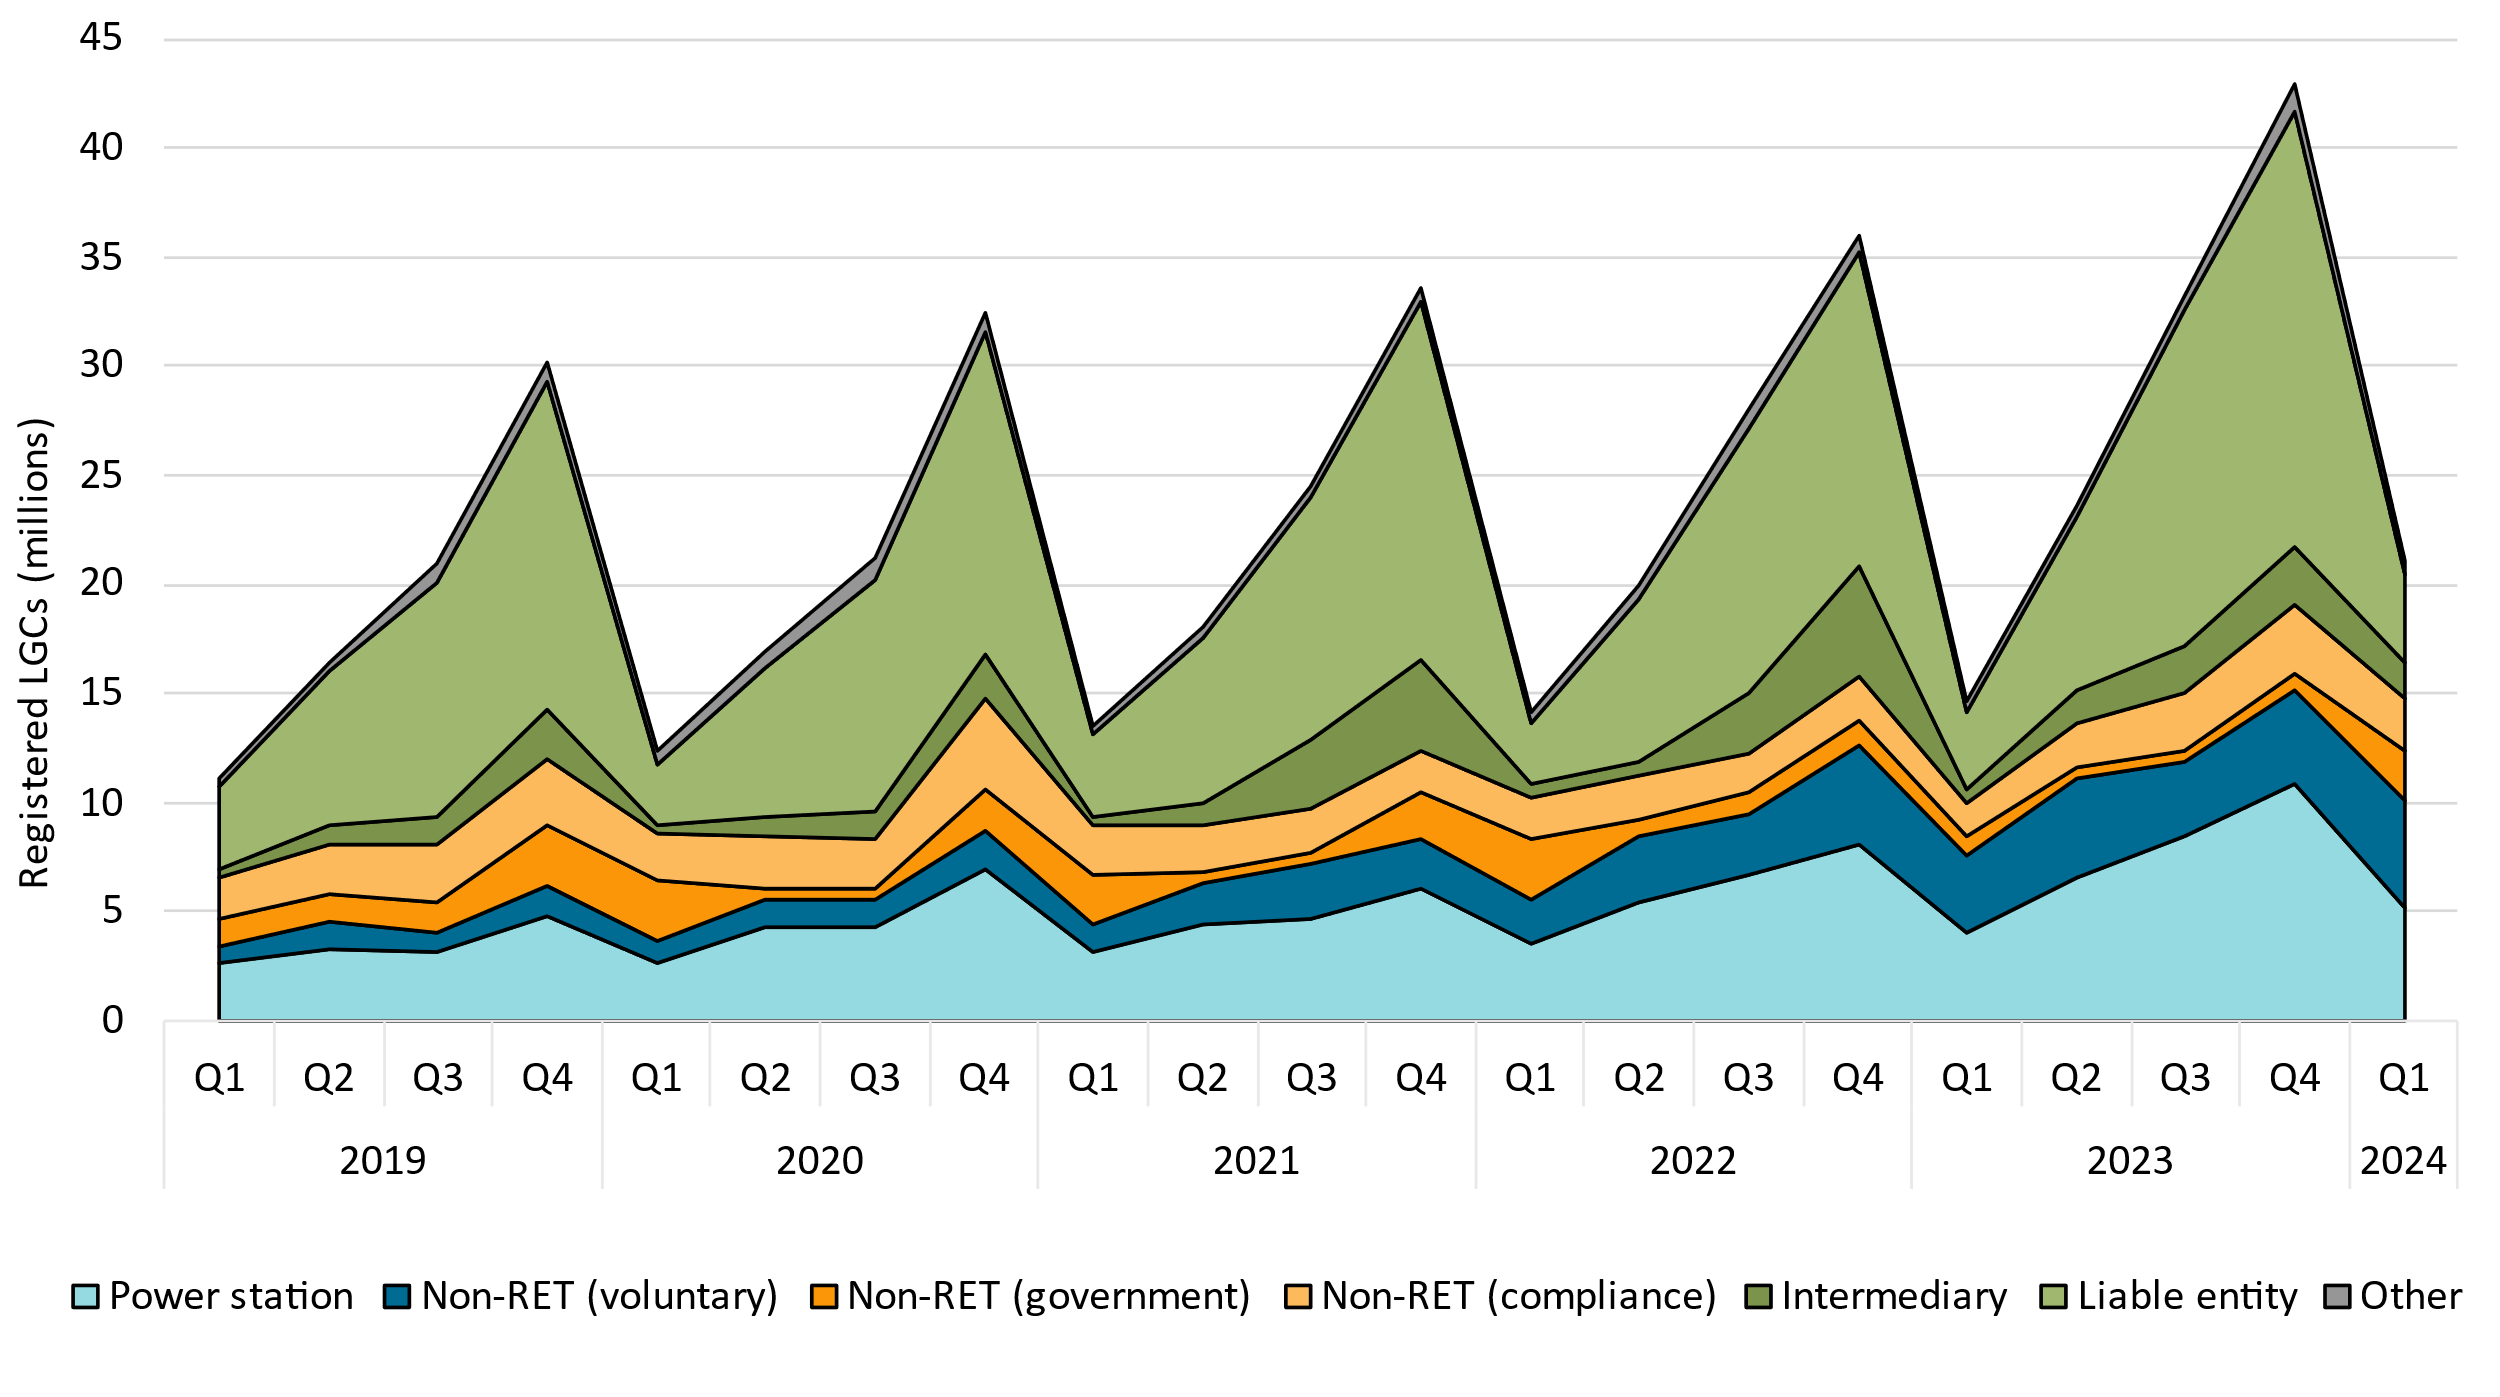 45
40
35
30
25
20
15
10
5
0
Registered LGCs (millions)
Q1 Q2 Q3 Q4 Q1 Q2 Q3 Q4 Q1 Q2 Q3 Q4 Q1 Q2 Q3 Q4 Q1 Q2 Q3 Q4 Q1
2019 2020 2021 2022 2023 2024
Power station Non-RET (voluntary) Non-RET (government) Non-RET (compliance) Intermediary Liable entity Other